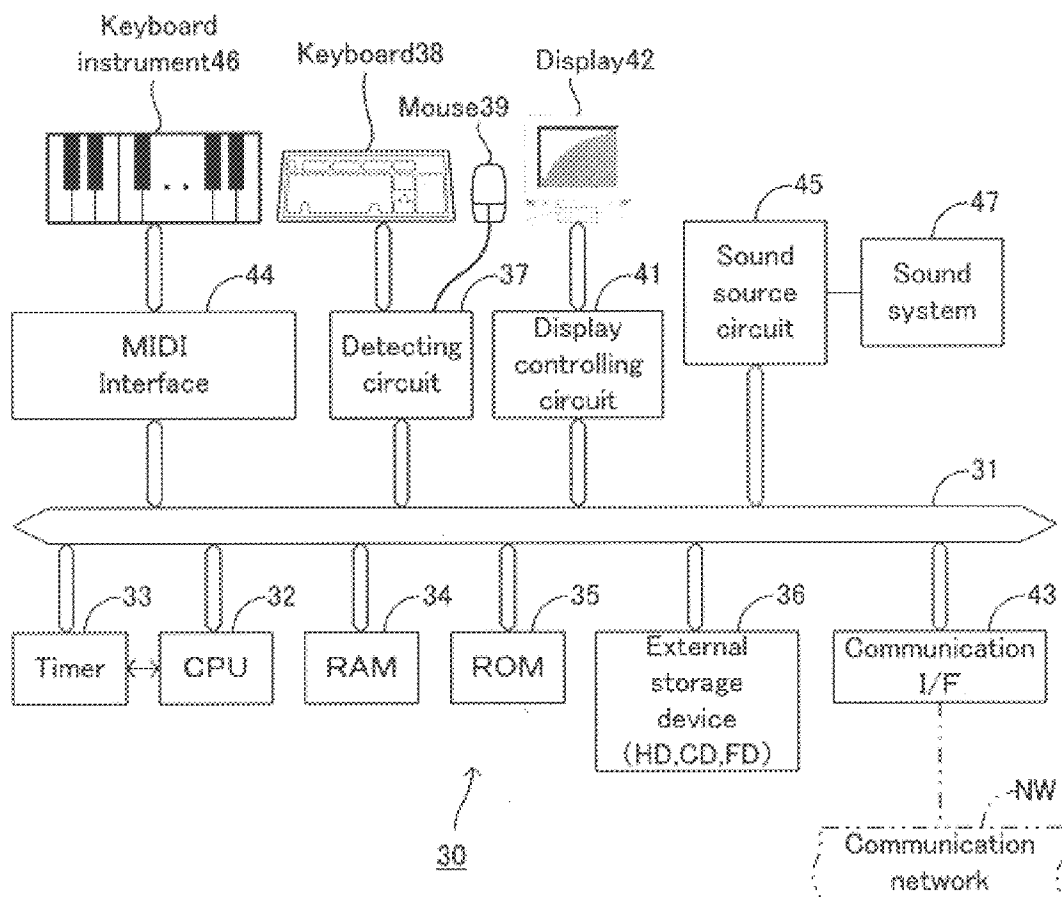 Keyboard
instrument46
Keyboard38
Mouse39
Display42
45
47
Sound
source
circuit
Sound
system
44
37
41
MIDI
Interface
Detecting
circuit
Display
controlling
circuit
31
33
32
34
35
36
43
Timer
CPU
RAM
ROM
External
storage
device
(HD,CD,FD)
Communication
I/F
30
NW
Communication
network